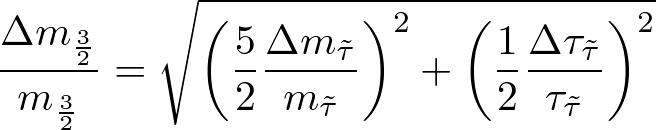 \frac{\Delta m_{\frac{3}{2}}}{m_{\frac{3}{2}}} = \sqrt{\left(\frac{5}{2}\frac{\Delta m_{\tilde{\tau}}}{m_{\tilde{\tau}}}\right)^2 + \left(\frac{1}{2}\frac{\Delta \tau_{\tilde{\tau}}}{\tau_{\tilde{\tau}}}\right)^2}